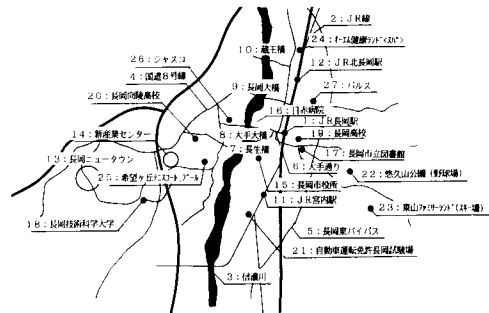 2：JR線
24：オーエム健康ランド<スパ>
10：蔵王橋
26：ジャスコ
4：国道8号線
12：JR北長岡駅
9：長岡大橋
27：パルス
20：長岡向陵高校
16：日赤病院
1：JR長岡駅
14：新産業センター
8：大手大橋
19：長岡高校
7：長生橋
17：長岡市立図書館
13：長岡ニュータウン
6：大手通り
22：悠久山公園（野球場）
25：希望ヶ丘テニスコート、プール
15：長岡市役所
11：JR宮内駅
23：東山ファミリーランド（スキー場）
18：長岡技術科学大学
5：長岡東バイパス
21：自動車運転免許長岡試験場
3：信濃川